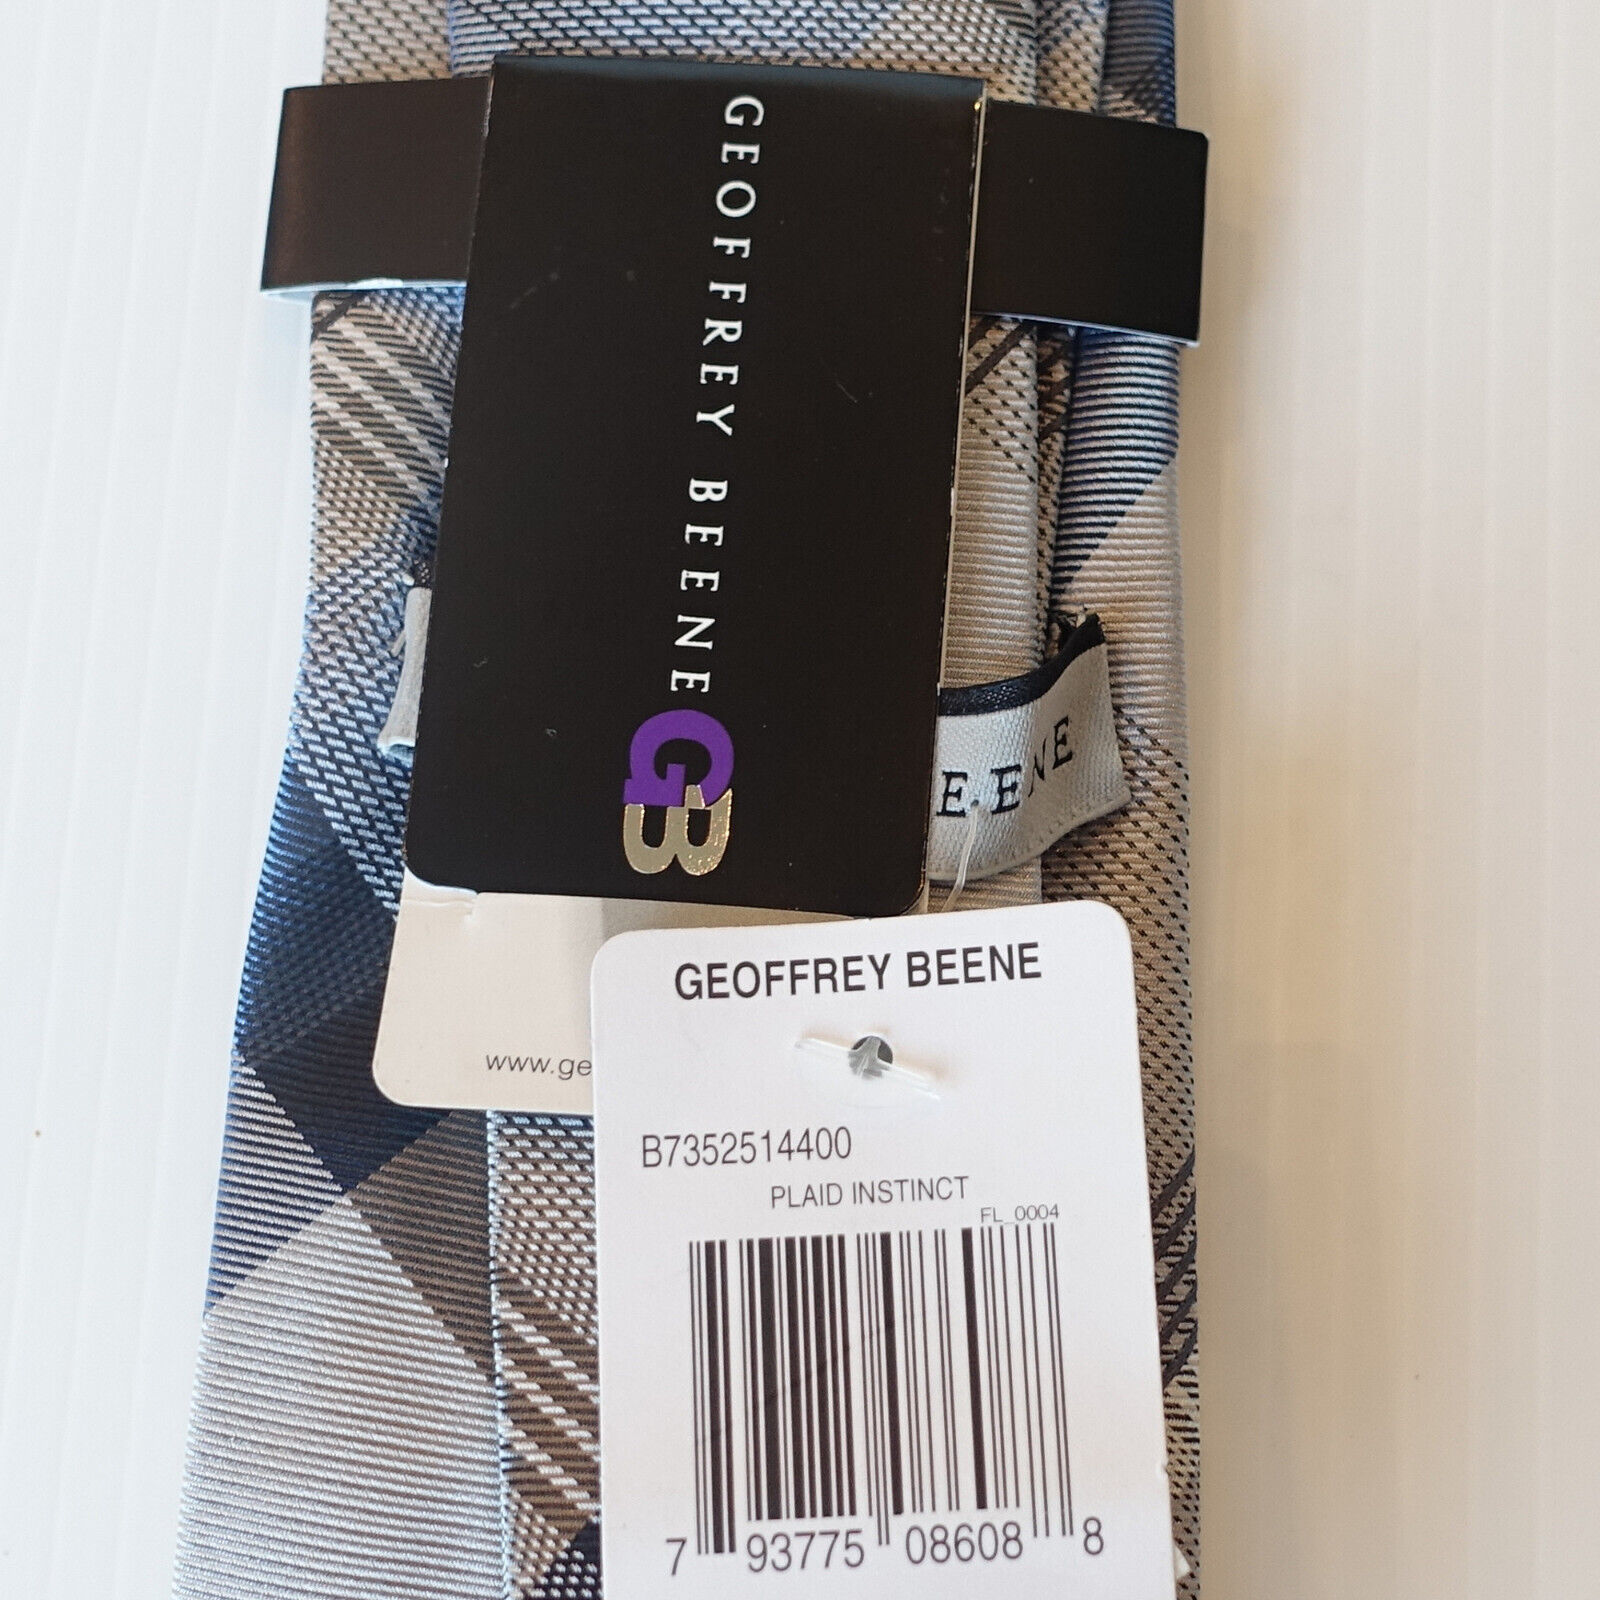 GEOFFREY BEENE
GB
EENE
www.ge
GEOFFREY BEENE
B7352514400
PLAID INSTINCT
FL_0004
7 93775 08608 8